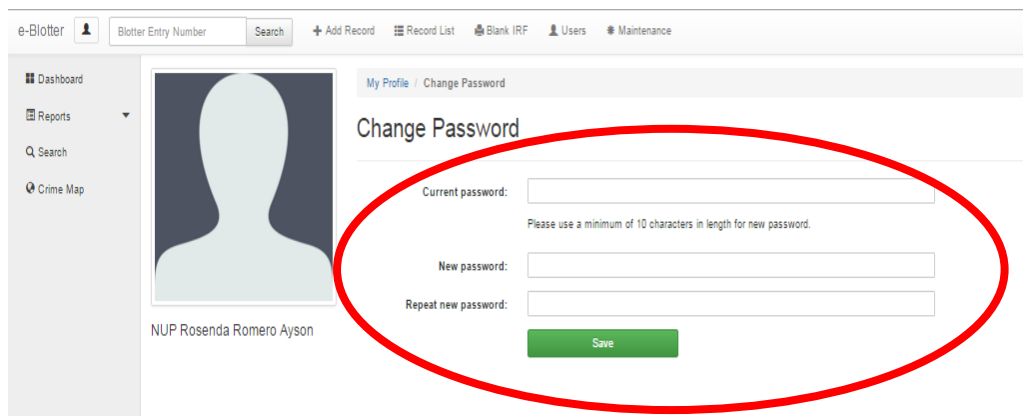 e-Blotter Blotter Entry Number Search Add Record Record List Blank IRF Users Maintenance
Dashboard
Reports
Search
Crime Map
NUP Rosenda Romero Ayson
My Profile / Change Password
Change Password
Current password:
Please use a minimum of 10 characters in length for new password.
New password:
Repeat new password:
Save